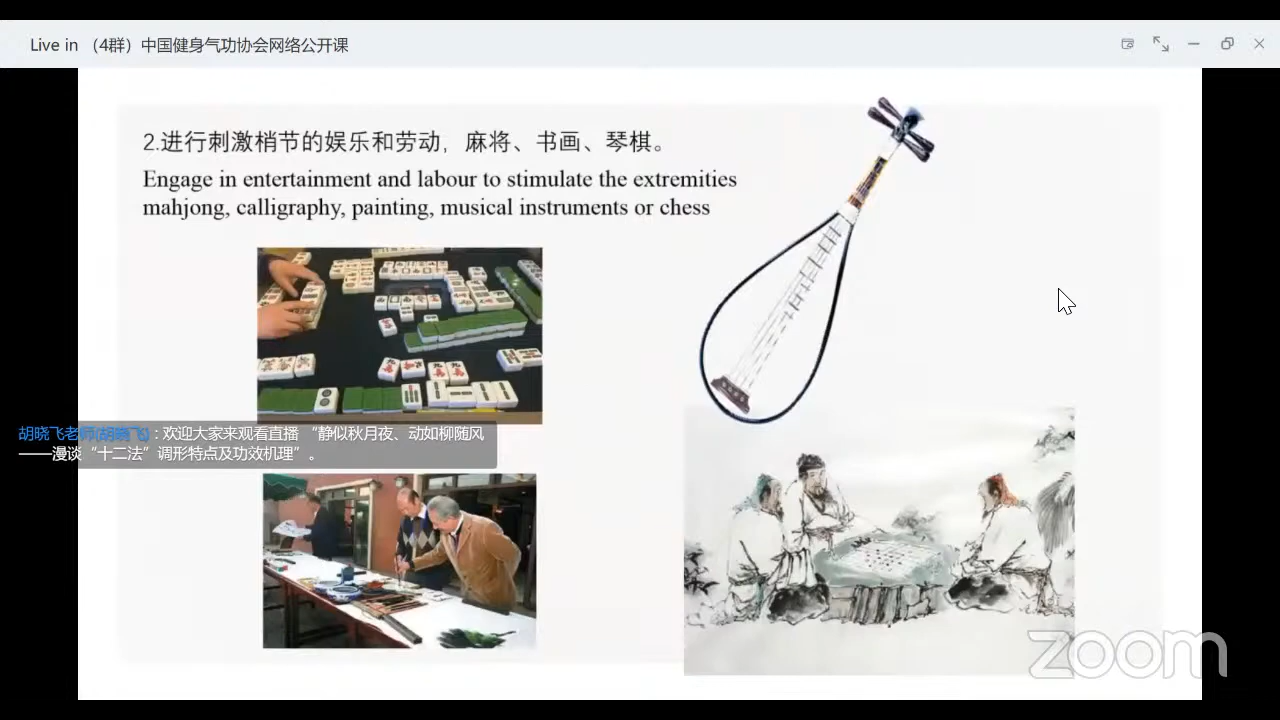 Live in （4群）中国健身气功协会网络公开课
2.进行刺激梢节的娱乐和劳动，麻将、书画、琴棋。
Engage in entertainment and labour to stimulate the extremities
mahjong, calligraphy, painting, musical instruments or chess
胡晓飞老师(胡晓飞)：欢迎大家来观看直播 “静似秋月夜、动如柳随风
——漫谈“十二法”调形特点及功效机理”。
zoom